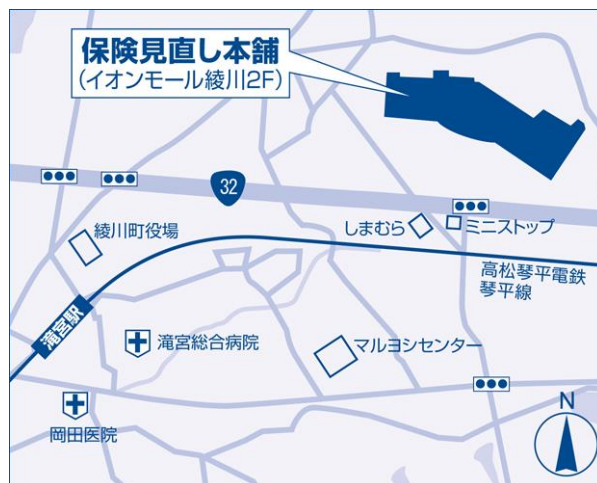 保険見直し本舗
(イオンモール綾川2F)
32
綾川町役場
しまむら
ミニストップ
高松琴平電鉄
琴平線
滝宮駅
滝宮総合病院
マルヨシセンター
岡田医院
N